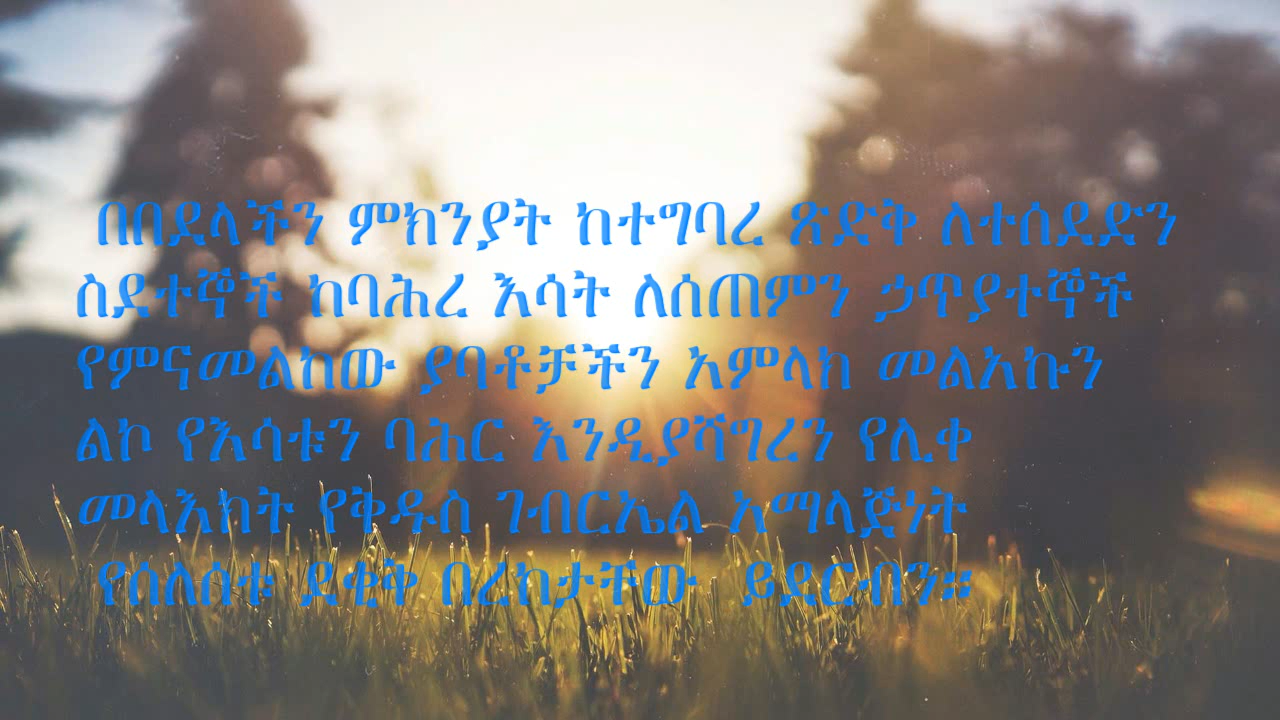 በበደላችን ምክንያት ከተግባረ ጽድቅ ለተሰደድን
ስደተኞች ከባሕረ እሳት ለሰጠምን ኃጥያተኞች
የምናመልከው ያባቶቻችን አምላክ መልአኩን
ልኮ የእሳቱን ባሕር እንዲያሻግረን የሊቀ
መላእክት የቅዱስ ገብርኤል አማላጅነት
የሰለስቱ ደቂቅ በረከታቸው ይደርብን።